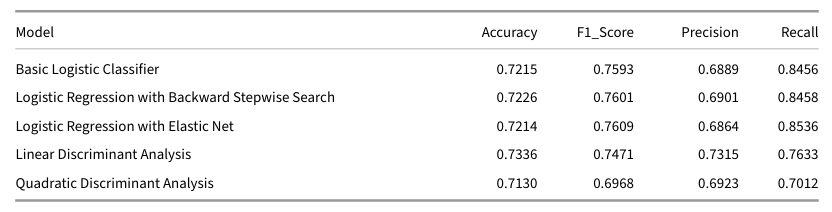 Model Accuracy F1_Score Precision Recall
Basic Logistic Classifier 0.7215 0.7593 0.6889 0.8456
Logistic Regression with Backward Stepwise Search 0.7226 0.7601 0.6901 0.8458
Logistic Regression with Elastic Net 0.7214 0.7609 0.6864 0.8536
Linear Discriminant Analysis 0.7336 0.7471 0.7315 0.7633
Quadratic Discriminant Analysis 0.7130 0.6968 0.6923 0.7012